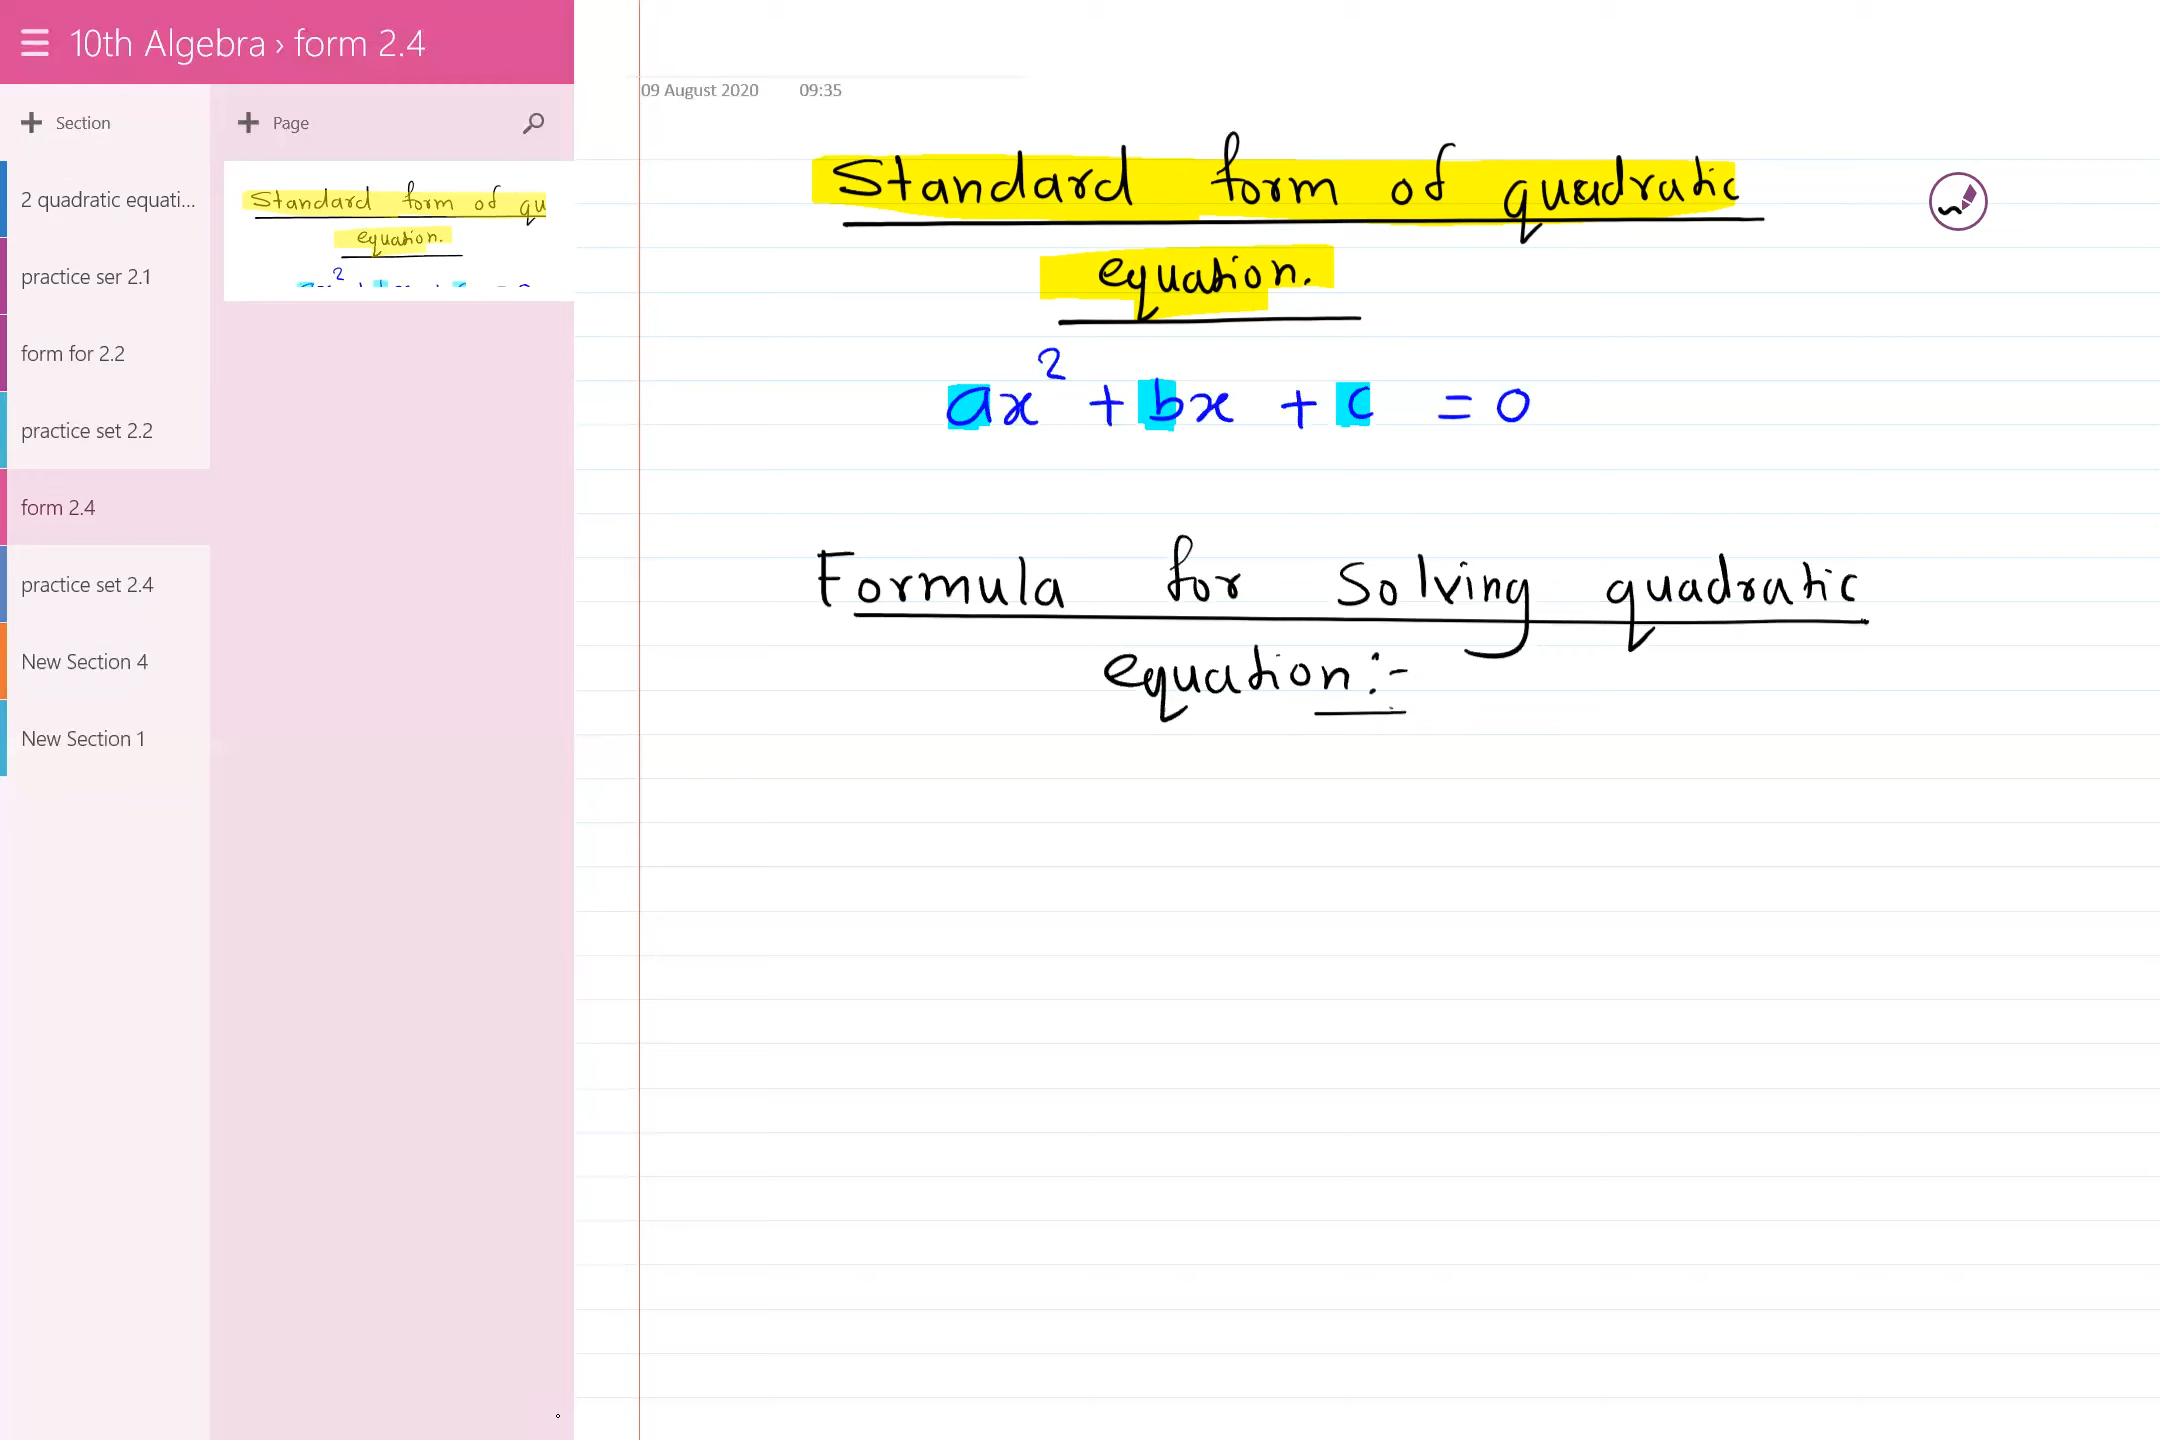 10th Algebra › form 2.4
Section
Page
2 quadratic equati...
practice ser 2.1
form for 2.2
practice set 2.2
form 2.4
practice set 2.4
New Section 4
New Section 1
Standard form of qu
equation.
09 August 2020 09:35
Standard form of quadratic
equation.
ax² + bx + c = 0
Formula for Solving quadratic
equation:-